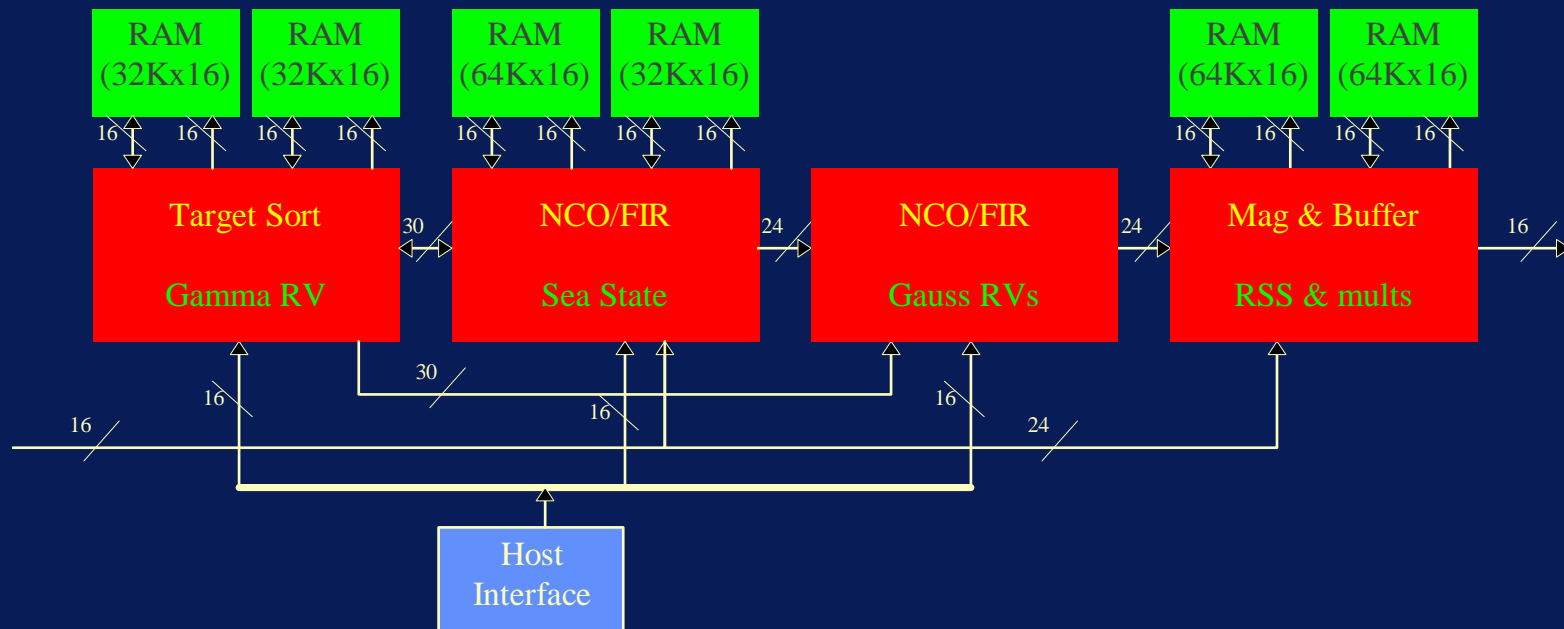 RAM
(32Kx16)
RAM
(32Kx16)
RAM
(64Kx16)
RAM
(32Kx16)
RAM
(64Kx16)
RAM
(64Kx16)
16
16
16
16
16
16
16
16
16
16
16
16
Target Sort
Gamma RV
30
NCO/FIR
Sea State
24
NCO/FIR
Gauss RVs
24
Mag & Buffer
RSS & mults
16
30
16
16
16
16
24
Host
Interface